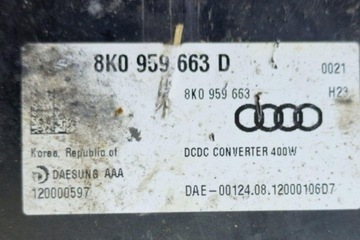 8K0 959 663 D
0021
8K0 959 663
H23
Korea, Republic of
DCDC CONVERTER 400W
DAESUNG AAA
120000597
DAE-00124.08.12000106D7